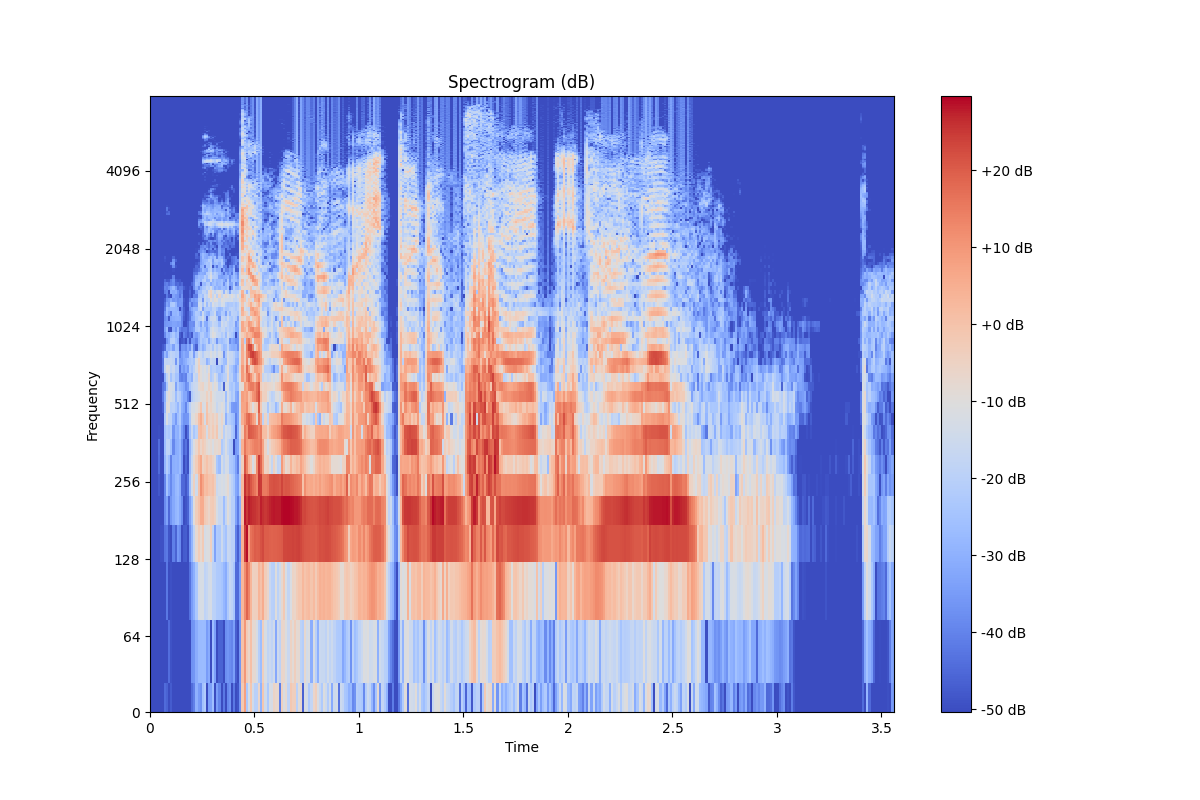 Spectrogram (dB)
Frequency
4096
2048
1024
512
256
128
64
0
0 0.5 1 1.5 2 2.5 3 3.5
Time
+20 dB
+10 dB
+0 dB
-10 dB
-20 dB
-30 dB
-40 dB
-50 dB